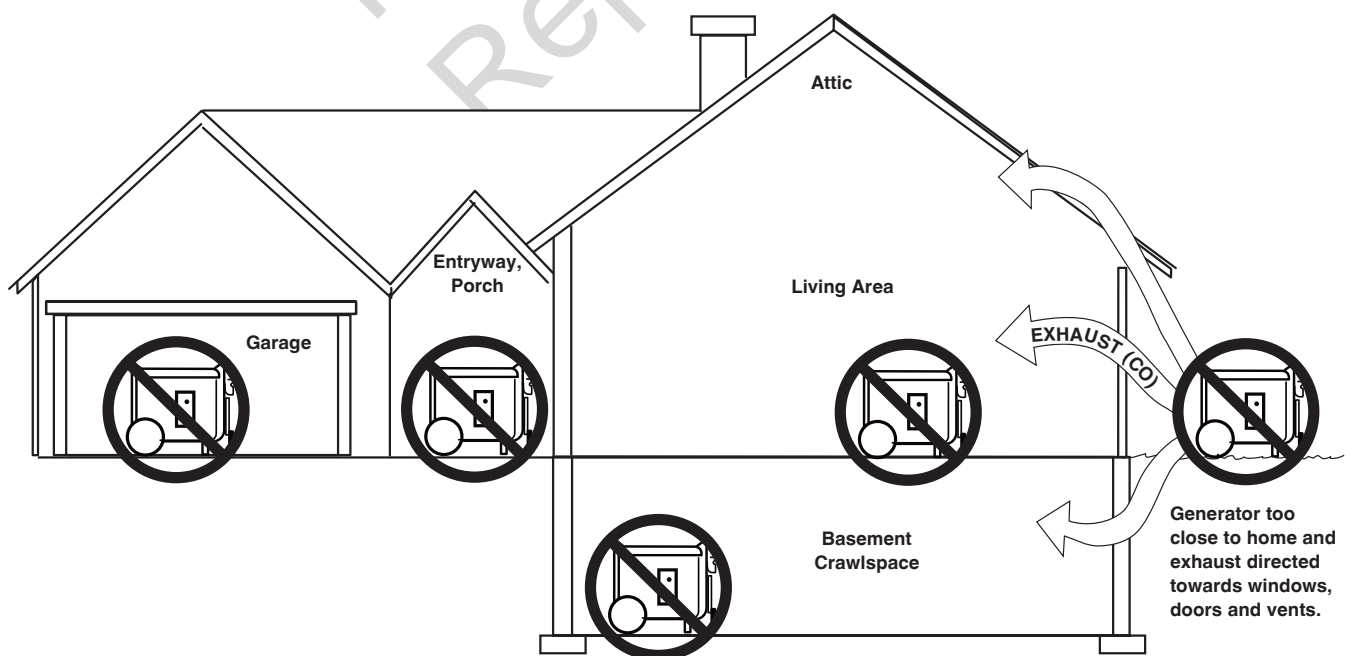 Attic
Entryway,
Porch
Living Area
Garage
EXHAUST (CO)
Basement
Crawlspace
Generator too
close to home and
exhaust directed
towards windows,
doors and vents.